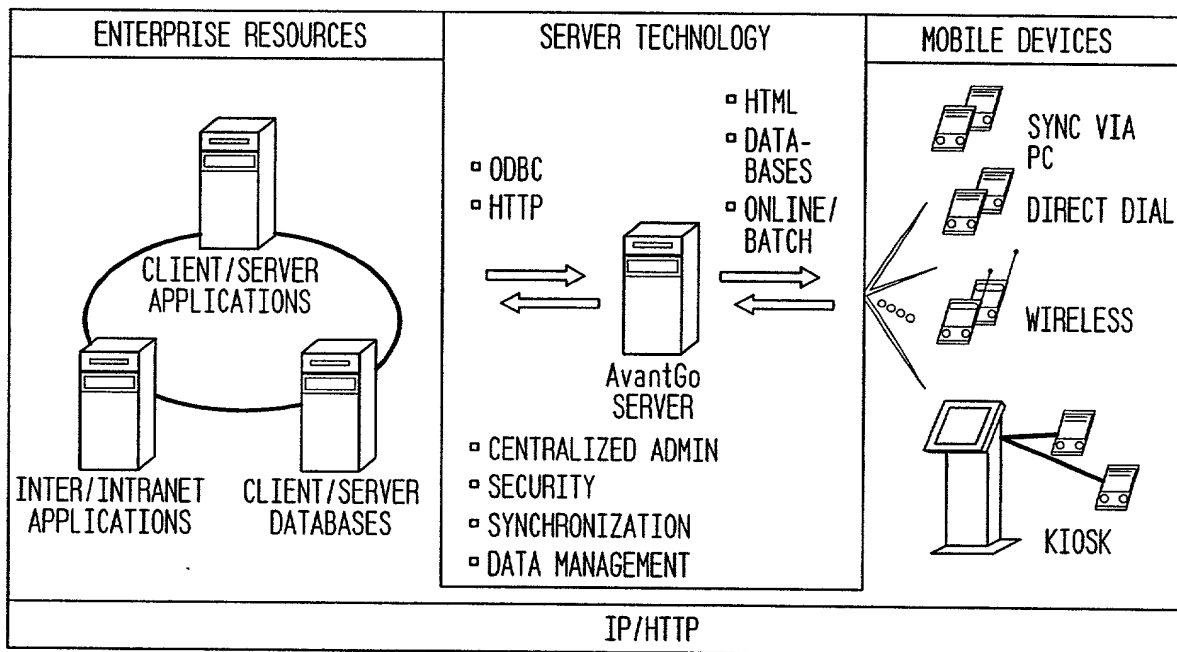 ENTERPRISE RESOURCES
CLIENT/SERVER
APPLICATIONS
INTER/INTRANET
APPLICATIONS
CLIENT/SERVER
DATABASES
SERVER TECHNOLOGY
ODBC
HTTP
HTML
DATA-
BASES
ONLINE/
BATCH
AvantGo
SERVER
CENTRALIZED ADMIN
SECURITY
SYNCHRONIZATION
DATA MANAGEMENT
MOBILE DEVICES
SYNC VIA
PC
DIRECT DIAL
WIRELESS
KIOSK
IP/HTTP